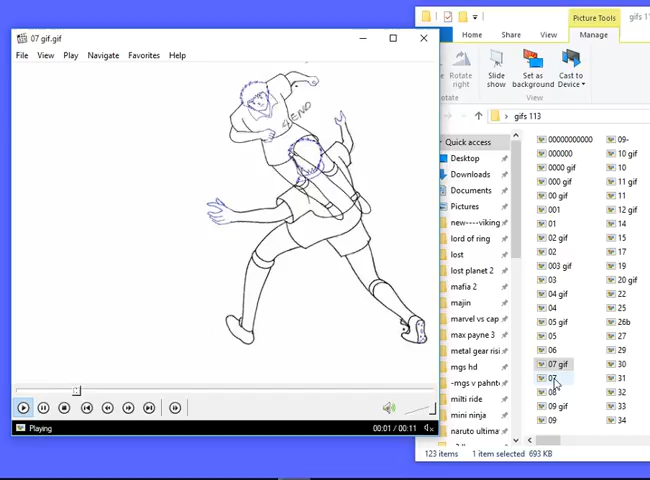 07 gif.gif
File View Play Navigate Favorites Help
Playing
00:01 / 00:11
Picture Tools
gifs 113
Home Share View Manage
Rotate right
Slide show
Set as background
Cast to Device
View
gifs 113
Quick access
Desktop
Downloads
Documents
Pictures
new----viking
lord of ring
lost
lost planet 2
mafia 2
majin
marvel vs cap
max payne 3
metal gear risi
mgs hd
-mgs v pahnt
milti ride
mini ninja
naruto ultima
00000000000
000000
0000 gif
000 gif
00 gif
001
01
02 gif
02
003 gif
03
04 gif
04
05 gif
05
06
07 gif
07
08
09 gif
09
09-
10 gif
10
11 gif
11
12 gif
14
15
17
19
20 gif
22
25
26b
27
29
30
31
32
33
34
123 items 1 item selected 693 KB